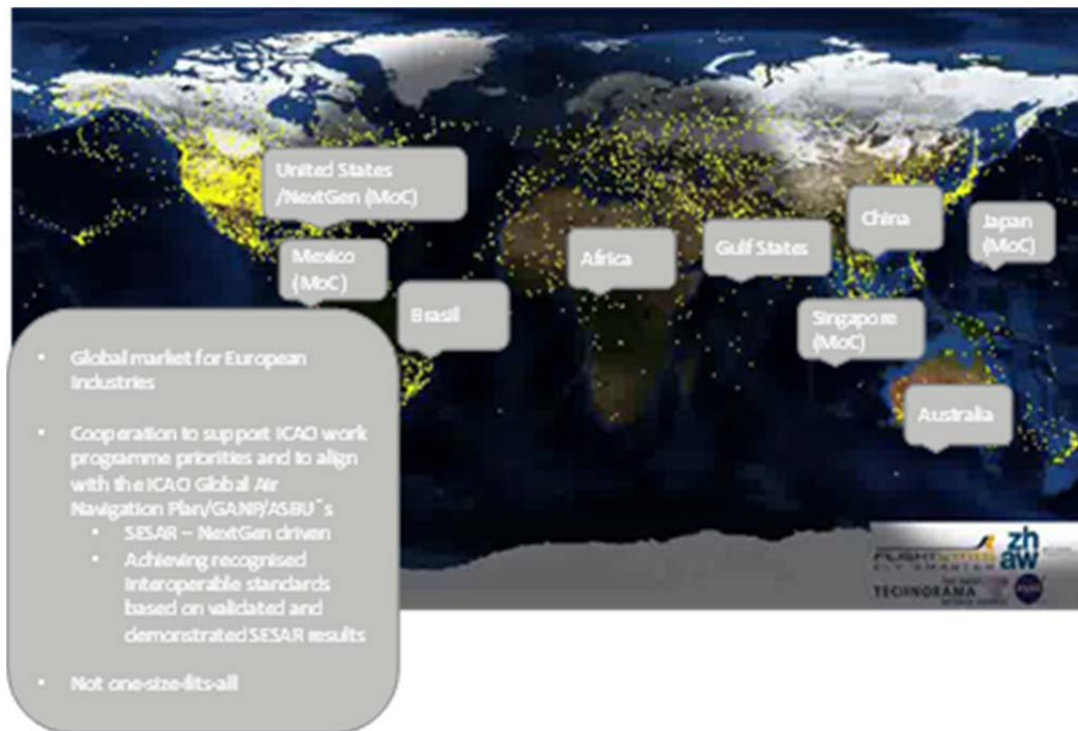 United States
/NextGen (MoC)
Mexico
(MoC)
Brasil
Africa
Gulf States
China
Japan
(MoC)
Singapore
(MoC)
Australia
• Global market for European
Industries
• Cooperation to support ICAO work
programme priorities and to align
with the ICAO Global Air
Navigation Plan/GANP/ASBU`s
• SESAR – NextGen driven
• Achieving recognised
Interoperable standards
based on validated and
demonstrated SESAR results
• Not one-size-fits-all
zh
aw
TECHNORAMA